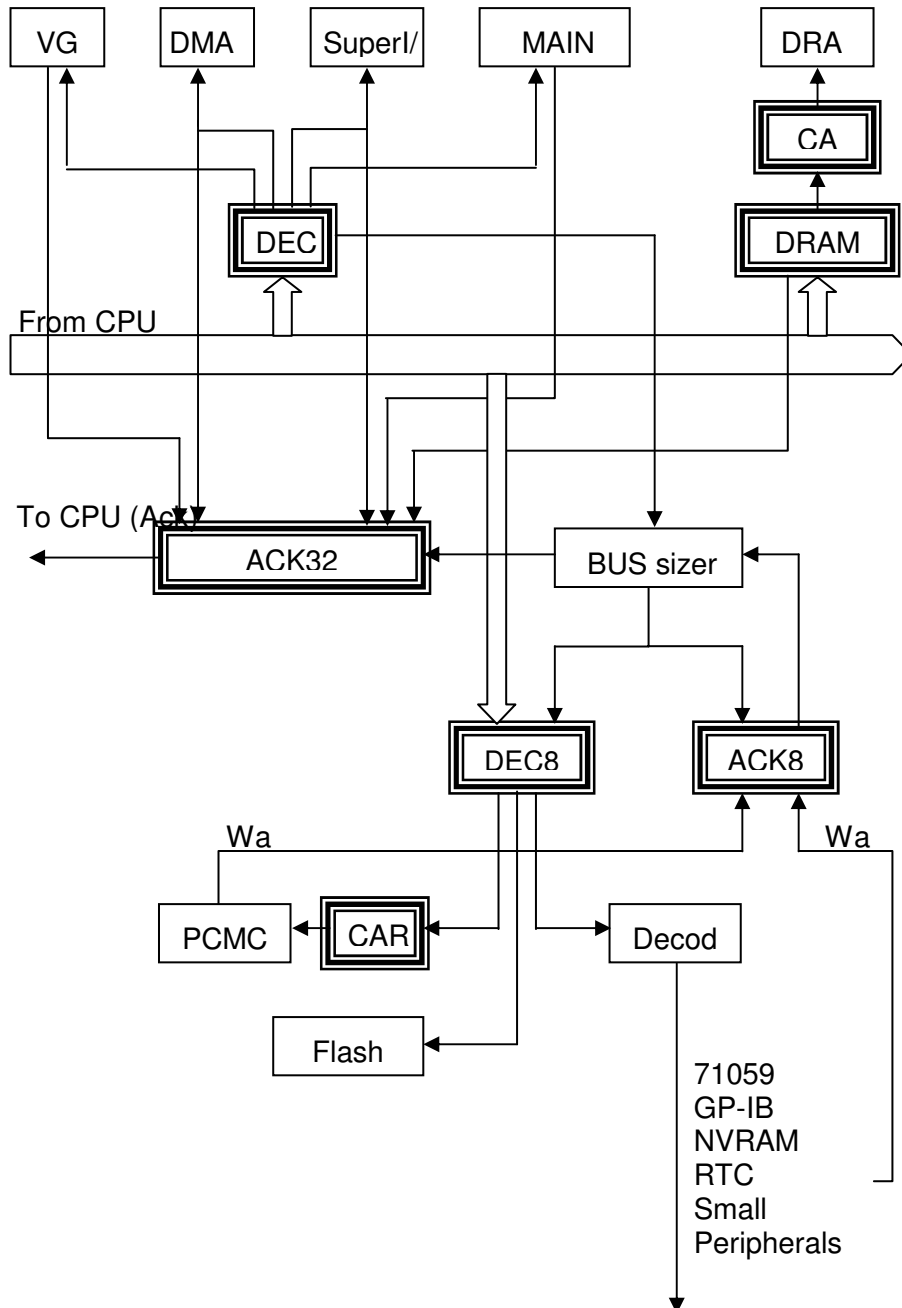 VG
DMA
SuperI/
MAIN
DRA
CA
DEC
DRAM
From CPU
To CPU (Ack)
ACK32
BUS sizer
DEC8
ACK8
Wa
Wa
PCMC
CAR
Decod
Flash
71059
GP-IB
NVRAM
RTC
Small
Peripherals